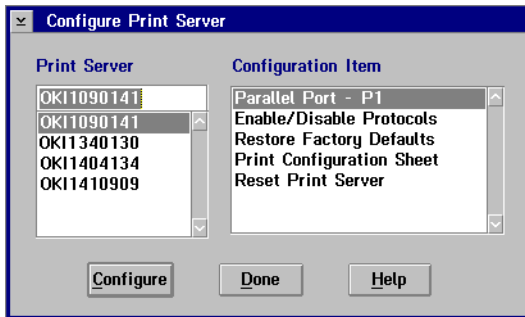 Configure Print Server
Print Server
Configuration Item
OKI1090141
OKI1090141
OKI1340130
OKI1404134
OKI1410909
Parallel Port - P1
Enable/Disable Protocols
Restore Factory Defaults
Print Configuration Sheet
Reset Print Server
Configure
Done
Help